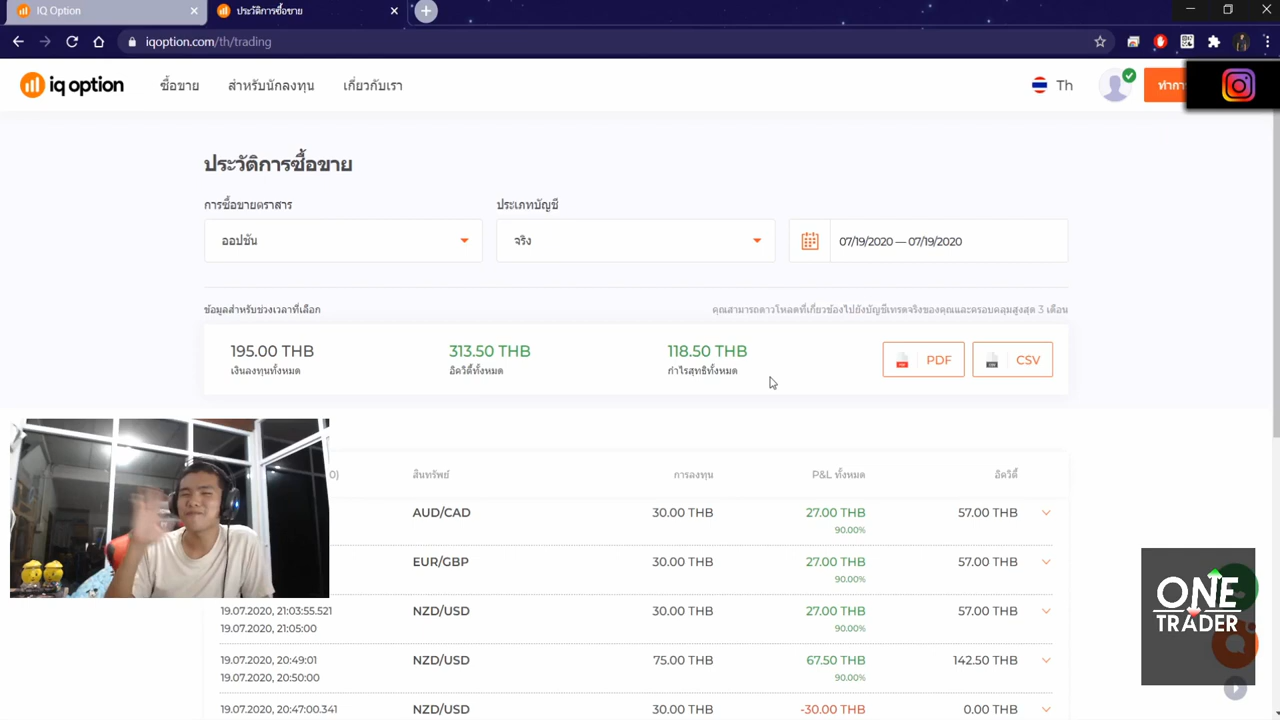 IQ Option
ประวัติการซื้อขาย
iqoption.com/th/trading
iq option
ซื้อขาย
สำหรับนักลงทุน
เกี่ยวกับเรา
Th
ทำการ
ประวัติการซื้อขาย
การซื้อขายตราสาร
ประเภทบัญชี
ออปชัน
จริง
07/19/2020 — 07/19/2020
ข้อมูลสำหรับช่วงเวลาที่เลือก
คุณสามารถดาวโหลดที่เกี่ยวข้องไปยังบัญชีเทรดจริงของคุณและครอบคลุมสูงสุด 3 เดือน
195.00 THB
313.50 THB
118.50 THB
เงินลงทุนทั้งหมด
อิควิตี้ทั้งหมด
กำไรสุทธิทั้งหมด
PDF
CSV
0)
สินทรัพย์
การลงทุน
P&L ทั้งหมด
อิควิตี้
AUD/CAD
30.00 THB
27.00 THB
57.00 THB
90.00%
EUR/GBP
30.00 THB
27.00 THB
57.00 THB
90.00%
19.07.2020, 21:03:55.521
NZD/USD
30.00 THB
27.00 THB
57.00 THB
19.07.2020, 21:05:00
90.00%
19.07.2020, 20:49:01
NZD/USD
75.00 THB
67.50 THB
142.50 THB
19.07.2020, 20:50:00
90.00%
19.07.2020, 20:47:00.341
NZD/USD
30.00 THB
-30.00 THB
0.00 THB
ONE
TRADER